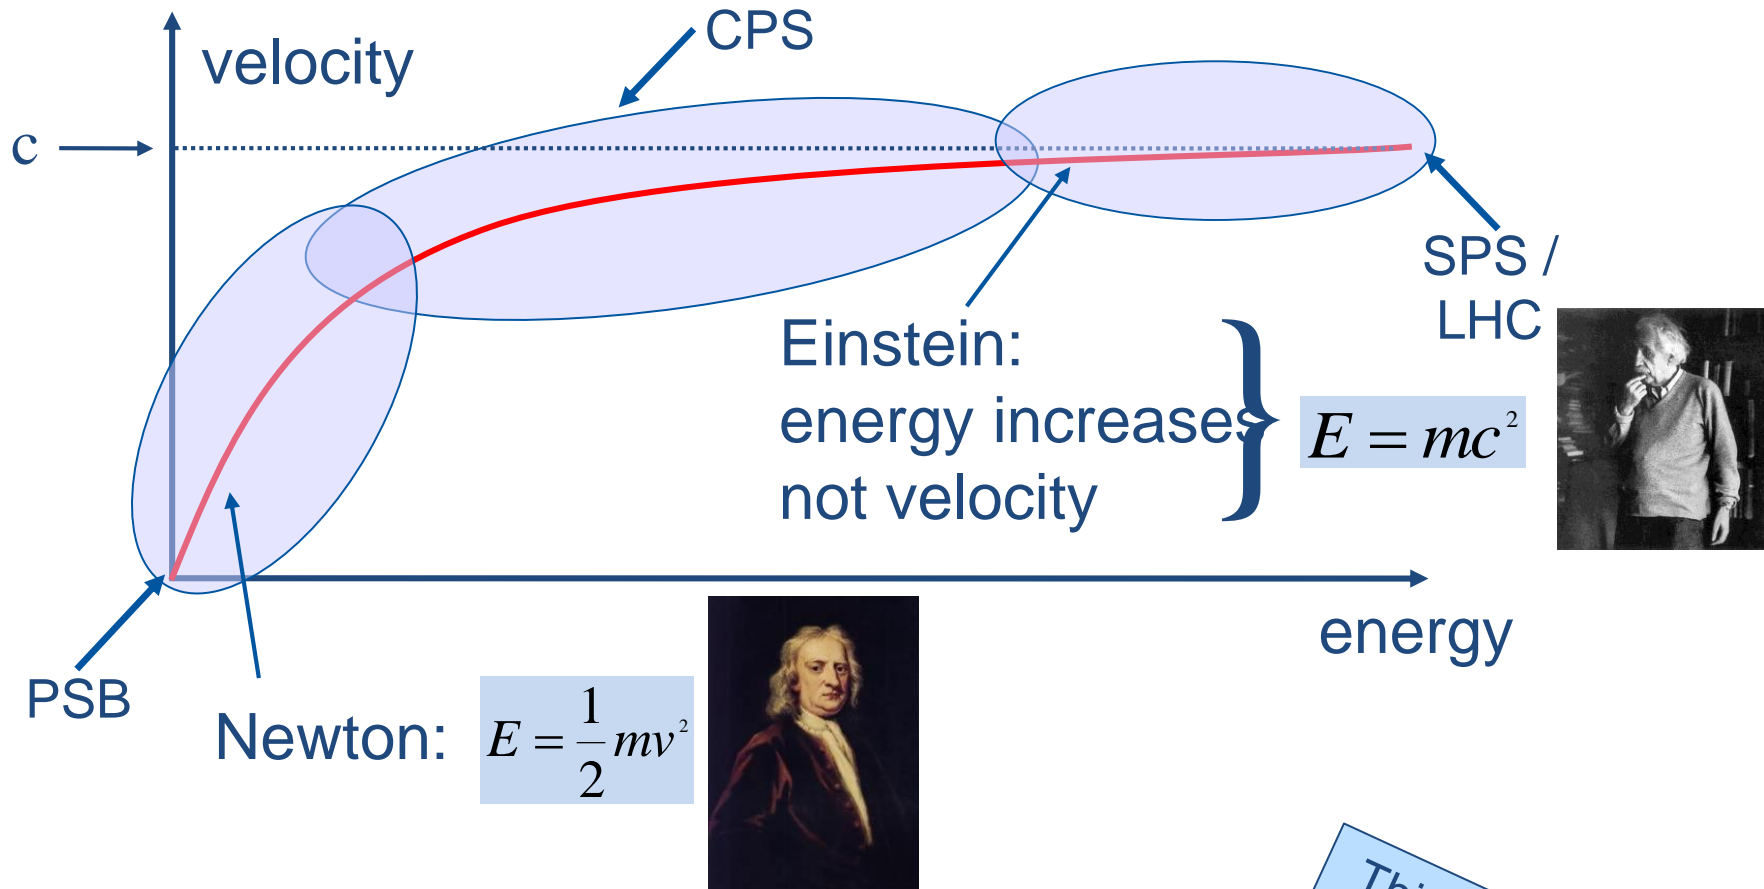 CPS
velocity
c
SPS /
LHC
Einstein:
energy increases
not velocity
E = mc²
energy
PSB
Newton:
E = 1/2 mv²